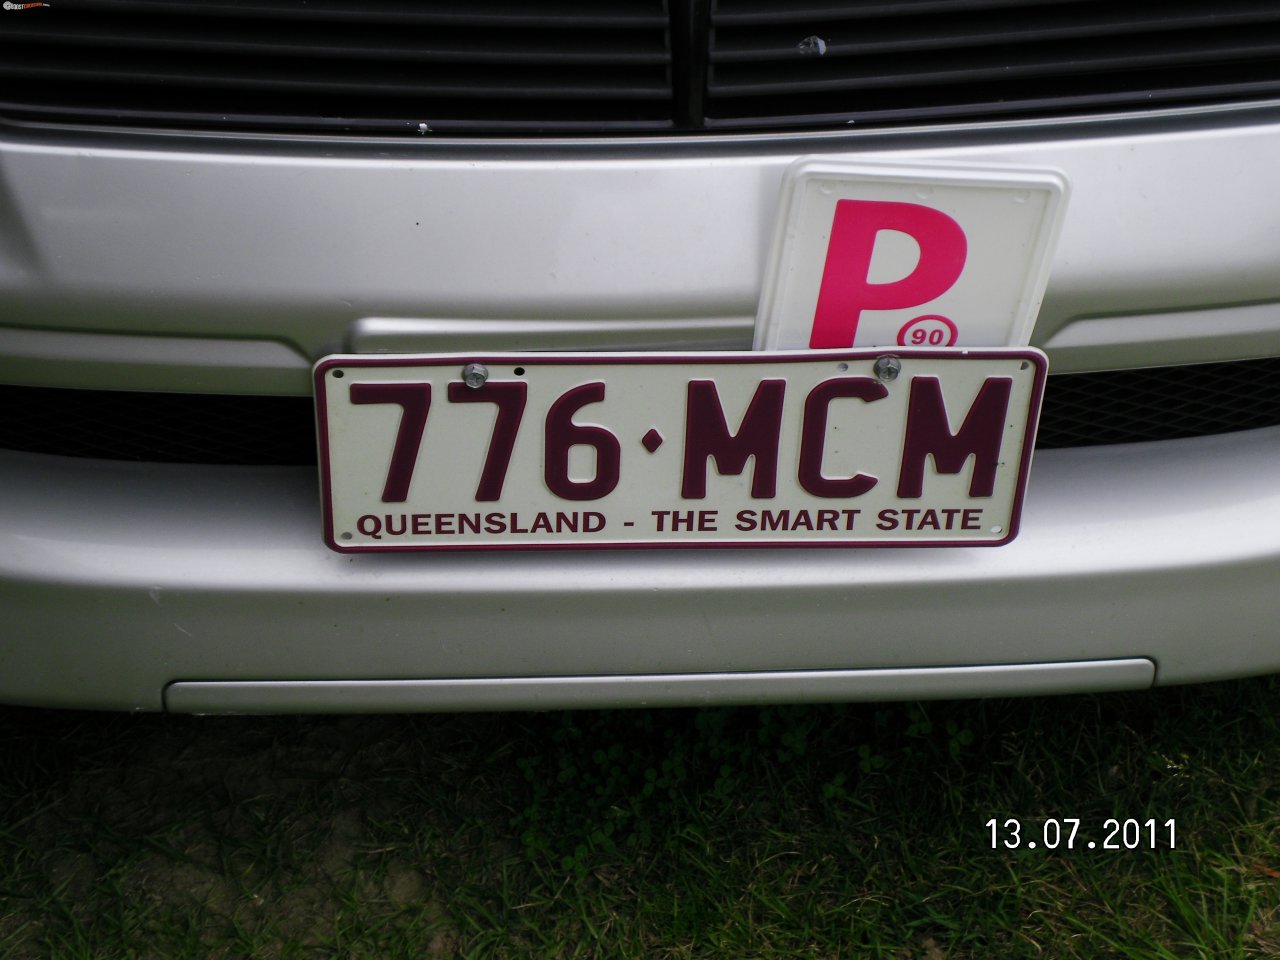 P
90
776·MCM
QUEENSLAND - THE SMART STATE
13.07.2011